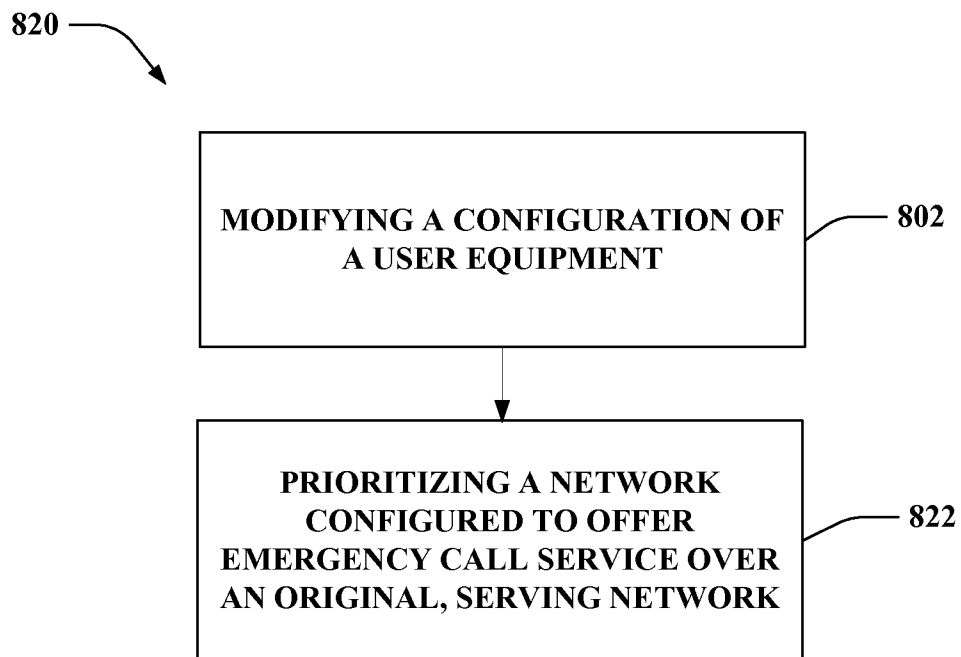 820
MODIFYING A CONFIGURATION OF
A USER EQUIPMENT
802
PRIORITIZING A NETWORK
CONFIGURED TO OFFER
EMERGENCY CALL SERVICE OVER
AN ORIGINAL, SERVING NETWORK
822